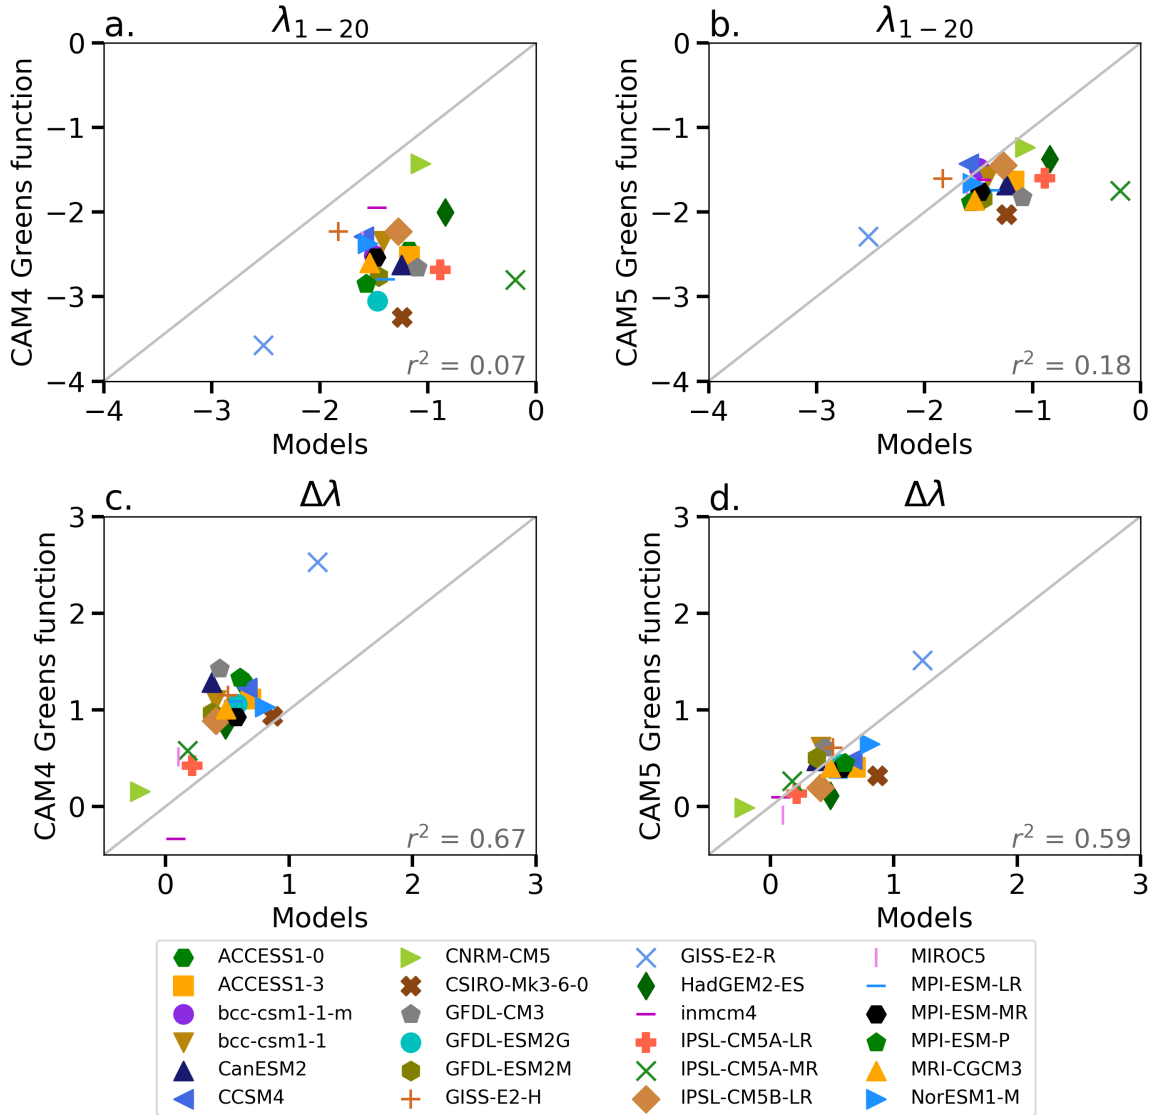 a. λ1−20
0
−1
−2
−3
−4
CAM4 Greens function
r² = 0.07
−4 −3 −2 −1 0
Models
b. λ1−20
0
−1
−2
−3
−4
CAM5 Greens function
r² = 0.18
−4 −3 −2 −1 0
Models
c. Δλ
3
2
1
0
CAM4 Greens function
r² = 0.67
0 1 2 3
Models
d. Δλ
3
2
1
0
CAM5 Greens function
r² = 0.59
0 1 2 3
Models
ACCESS1-0
ACCESS1-3
bcc-csm1-1-m
bcc-csm1-1
CanESM2
CCSM4
CNRM-CM5
CSIRO-Mk3-6-0
GFDL-CM3
GFDL-ESM2G
GFDL-ESM2M
GISS-E2-H
GISS-E2-R
HadGEM2-ES
inmcm4
IPSL-CM5A-LR
IPSL-CM5A-MR
IPSL-CM5B-LR
MIROC5
MPI-ESM-LR
MPI-ESM-MR
MPI-ESM-P
MRI-CGCM3
NorESM1-M